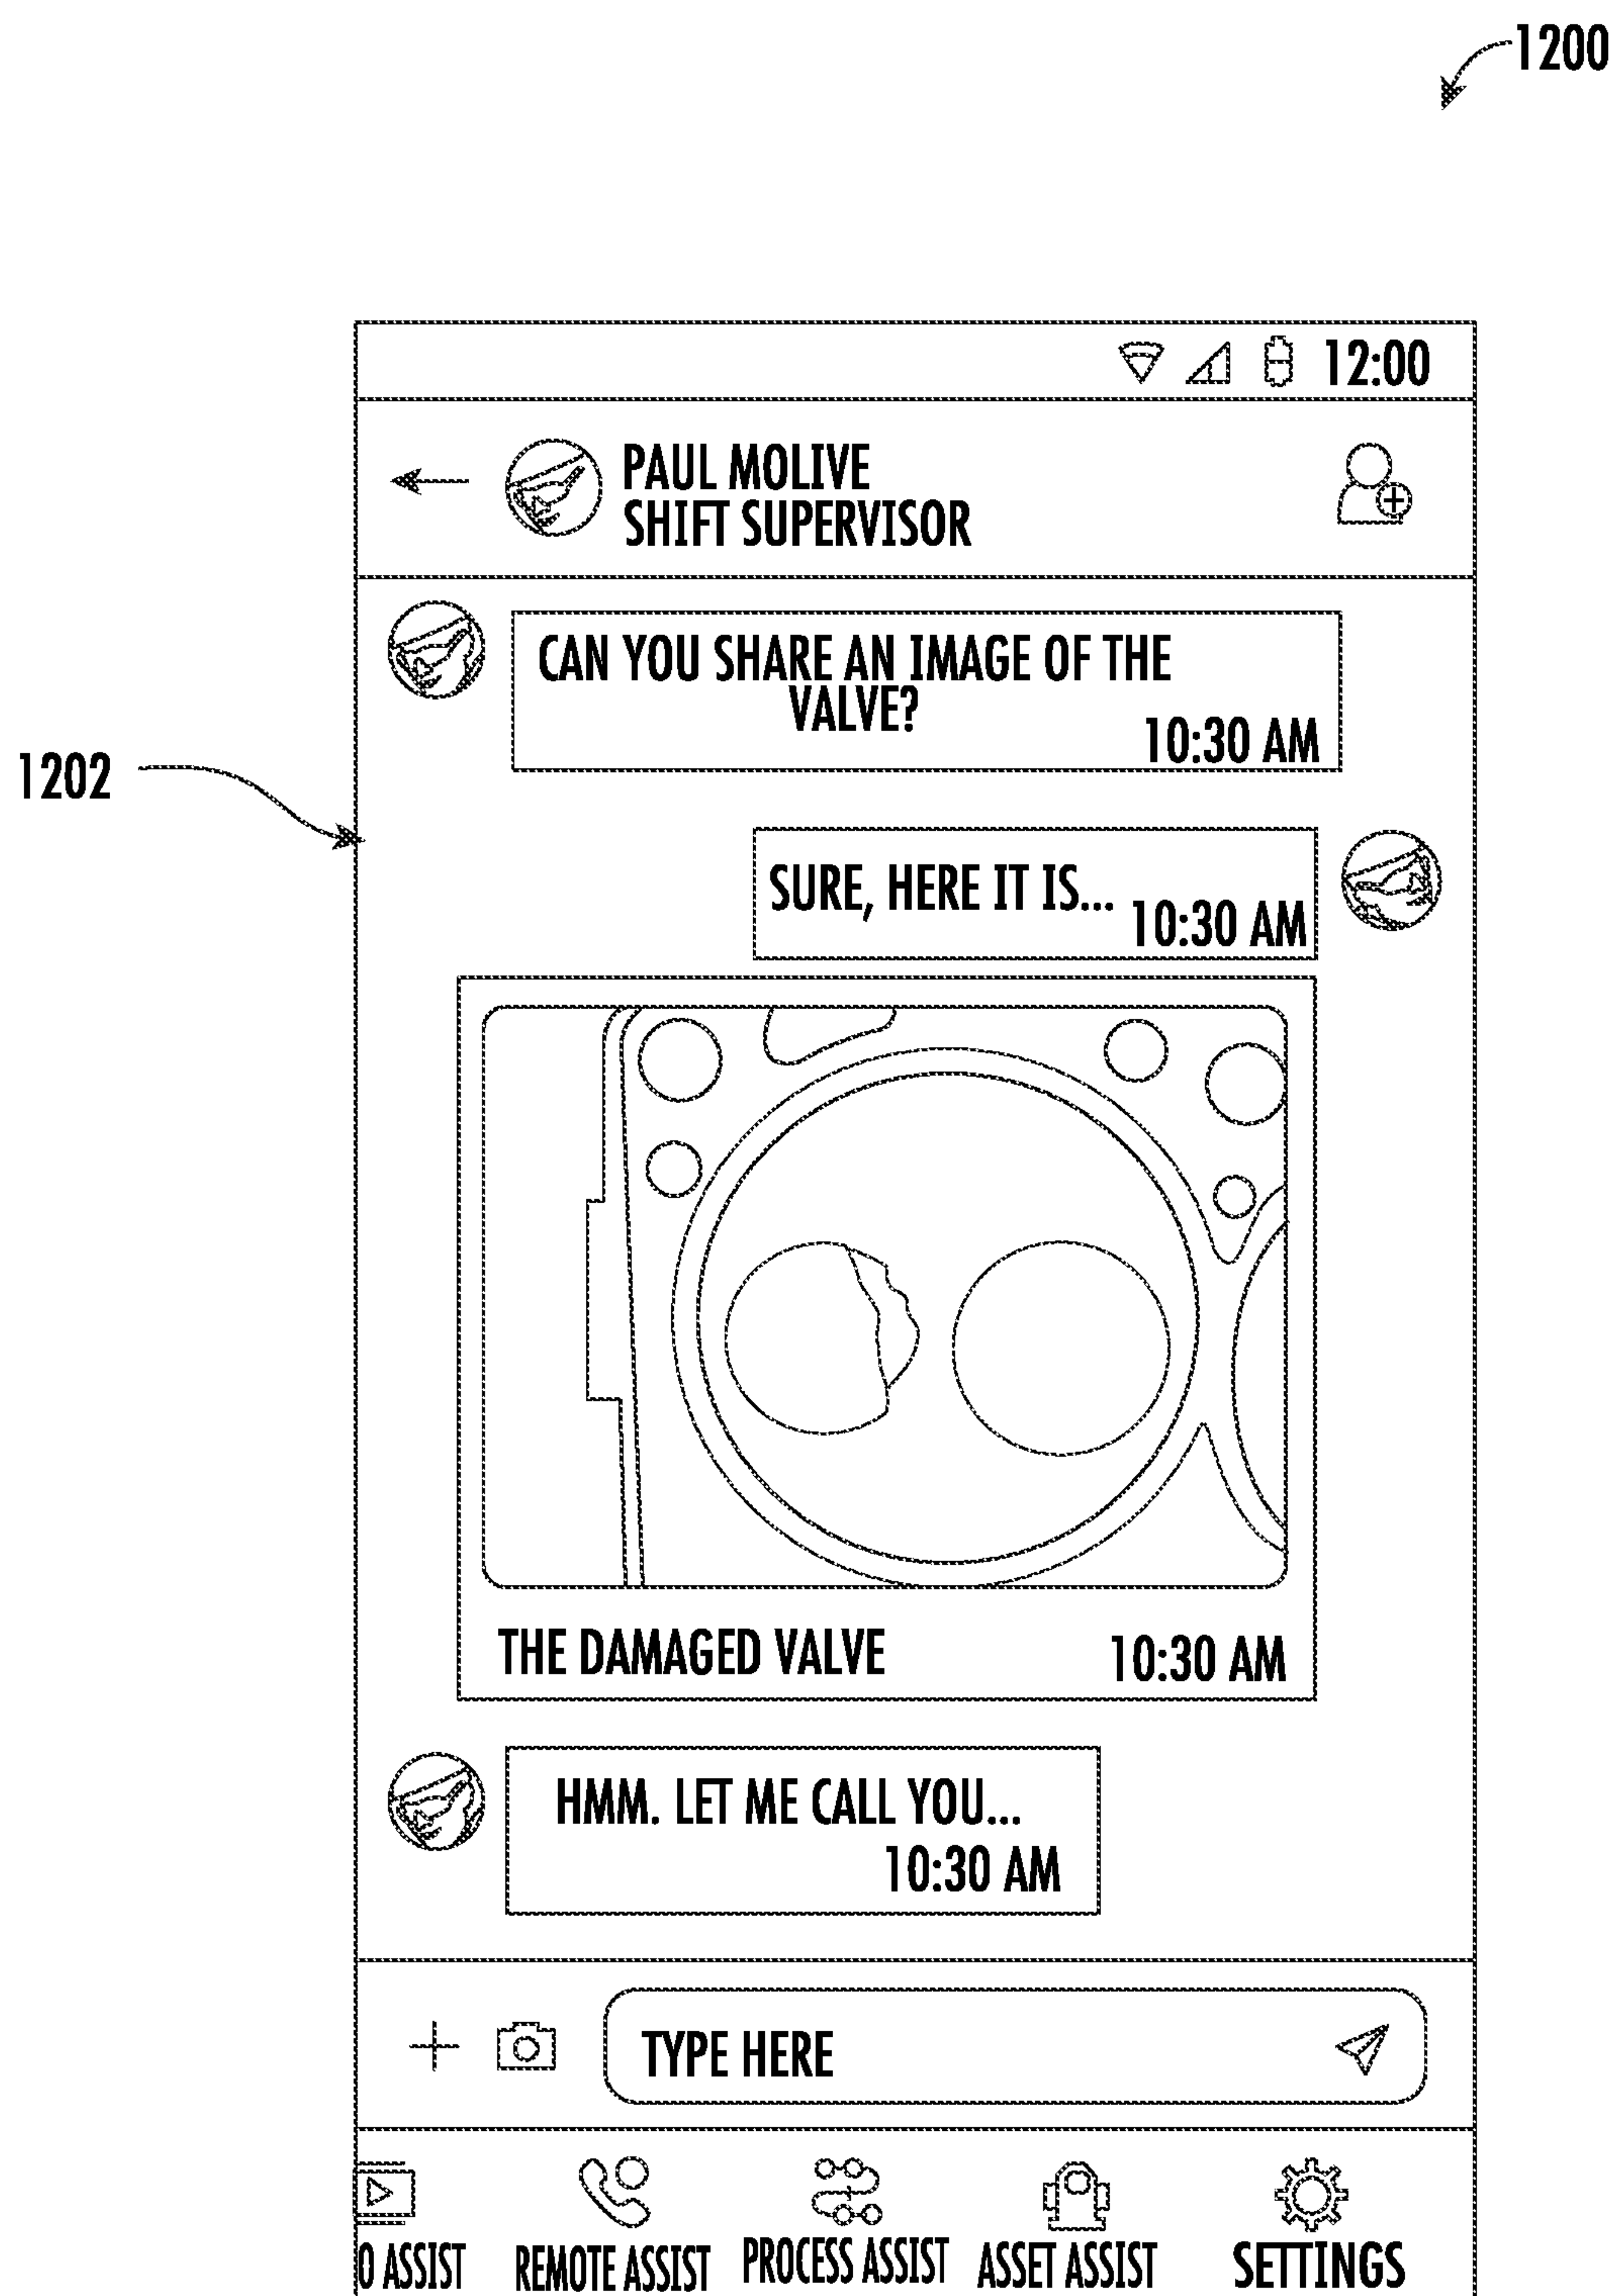 1200
12:00
PAUL MOLIVE
SHIFT SUPERVISOR
CAN YOU SHARE AN IMAGE OF THE
VALVE?
10:30 AM
1202
SURE, HERE IT IS...
10:30 AM
THE DAMAGED VALVE
10:30 AM
HMM. LET ME CALL YOU...
10:30 AM
TYPE HERE
O ASSIST
REMOTE ASSIST
PROCESS ASSIST
ASSET ASSIST
SETTINGS